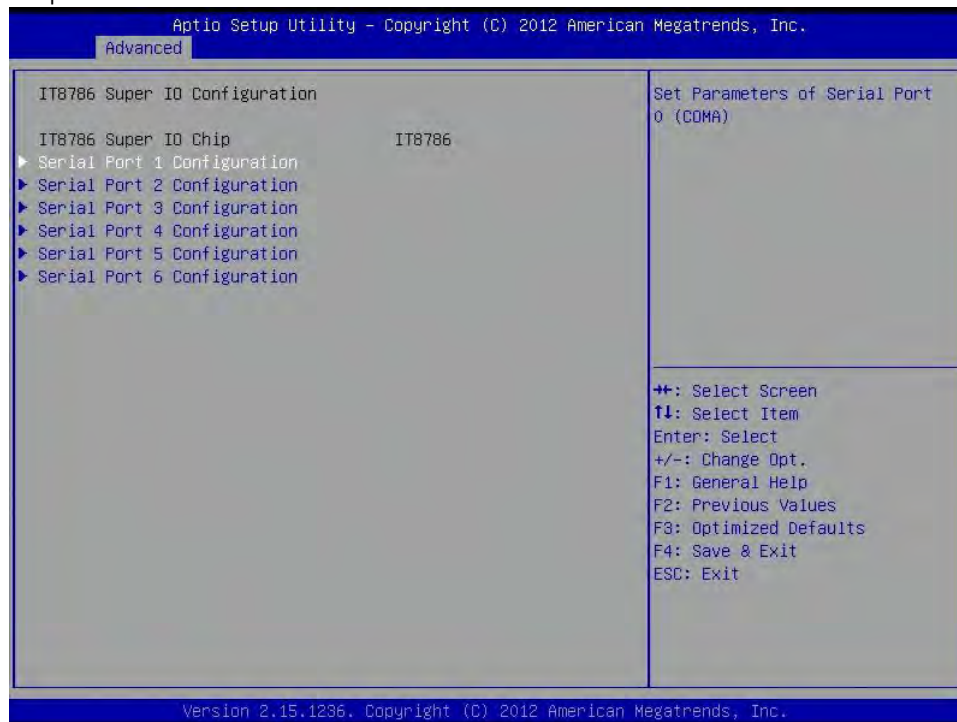 Aptio Setup Utility – Copyright (C) 2012 American Megatrends, Inc.
Advanced
IT8786 Super IO Configuration
IT8786 Super IO Chip IT8786
▶ Serial Port 1 Configuration
▶ Serial Port 2 Configuration
▶ Serial Port 3 Configuration
▶ Serial Port 4 Configuration
▶ Serial Port 5 Configuration
▶ Serial Port 6 Configuration
Set Parameters of Serial Port
0 (COMA)
→←: Select Screen
↑↓: Select Item
Enter: Select
+/-: Change Opt.
F1: General Help
F2: Previous Values
F3: Optimized Defaults
F4: Save & Exit
ESC: Exit
Version 2.15.1236. Copyright (C) 2012 American Megatrends, Inc.